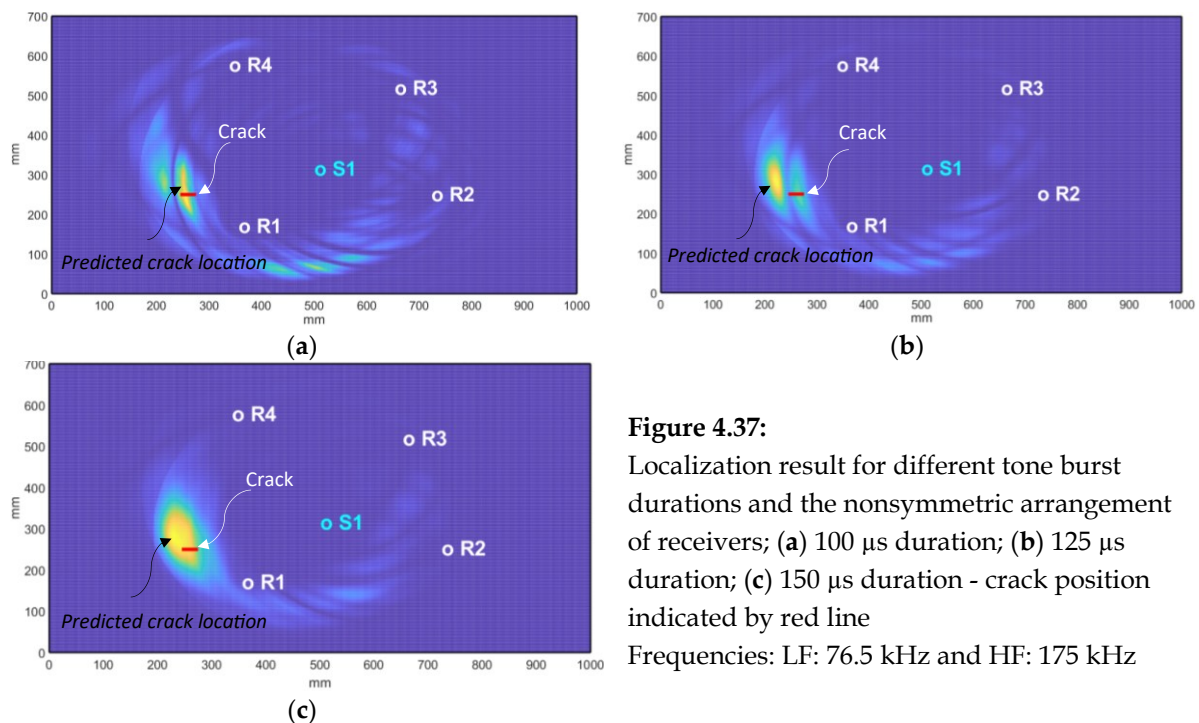 700
600
500
400
300
200
100
0
mm
R4
R3
Crack
S1
R2
R1
Predicted crack location
0 100 200 300 400 500 600 700 800 900 1000
mm
(a)
700
600
500
400
300
200
100
0
mm
R4
R3
Crack
S1
R2
R1
Predicted crack location
0 100 200 300 400 500 600 700 800 900 1000
mm
(b)
700
600
500
400
300
200
100
0
mm
R4
R3
Crack
S1
R2
R1
Predicted crack location
0 100 200 300 400 500 600 700 800 900 1000
mm
(c)
Figure 4.37:
Localization result for different tone burst
durations and the nonsymmetric arrangement
of receivers; (a) 100 µs duration; (b) 125 µs
duration; (c) 150 µs duration - crack position
indicated by red line
Frequencies: LF: 76.5 kHz and HF: 175 kHz